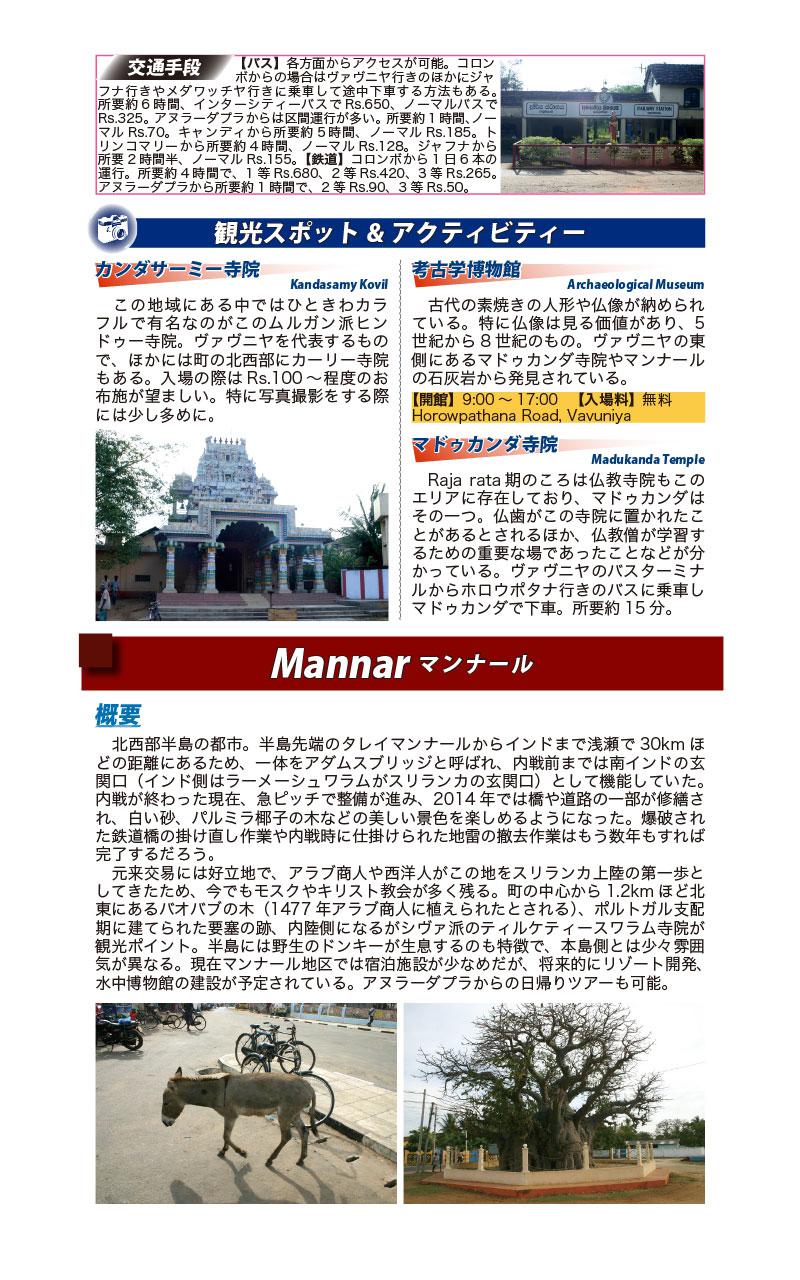 交通手段
【バス】各方面からアクセスが可能。コロン
ボからの場合はヴァヴニヤ行きのほかにジャ
フナ行きやメダワッチヤ行きに乗車して途中下車する方法もある。
所要約6時間、インターシティーバスでRs.650、ノーマルバスで
Rs.325。アヌラーダプラからは区間運行が多い。所要約1時間、ノー
マルRs.70。キャンディから所要約5時間、ノーマルRs.185。ト
リンコマリーから所要約4時間、ノーマルRs.128。ジャフナから
所要2時間半、ノーマルRs.155。【鉄道】コロンボから1日6本の
運行。所要約4時間で、1等Rs.680、2等Rs.420、3等Rs.265。
アヌラーダプラから所要約1時間で、2等Rs.90、3等Rs.50。
RAILWAY STATION
観光スポット&アクティビティー
カンダサーミー寺院
Kandasamy Kovil
この地域にある中ではひときわカラ
フルで有名なのがこのムルガン派ヒン
ドゥー寺院。ヴァヴニヤを代表するもの
で、ほかには町の北西部にカーリー寺院
もある。入場の際はRs.100〜程度のお
布施が望ましい。特に写真撮影をする際
には少し多めに。
考古学博物館
Archaeological Museum
古代の素焼きの人形や仏像が納められ
ている。特に仏像は見る価値があり、5
世紀から8世紀のもの。ヴァヴニヤの東
側にあるマドゥカンダ寺院やマンナール
の石灰岩から発見されている。
【開館】9:00〜17:00 【入場料】無料
Horowpathana Road, Vavuniya
マドゥカンダ寺院
Madukanda Temple
Raja rata期のころは仏教寺院もこの
エリアに存在しており、マドゥカンダは
その一つ。仏歯がこの寺院に置かれたこ
とがあるとされるほか、仏教僧が学習す
るための重要な場であったことなどが分
かっている。ヴァヴニヤのバスターミナ
ルからホロウポタナ行きのバスに乗車し
マドゥカンダで下車。所要約15分。
Mannar マンナール
概要
北西部半島の都市。半島先端のタレイマンナールからインドまで浅瀬で30kmほ
どの距離にあるため、一体をアダムスブリッジと呼ばれ、内戦前までは南インドの玄
関口（インド側はラーメーシュワラムがスリランカの玄関口）として機能していた。
内戦が終わった現在、急ピッチで整備が進み、2014年では橋や道路の一部が修繕さ
れ、白い砂、パルミラ椰子の木などの美しい景色を楽しめるようになった。爆破され
た鉄道橋の掛け直し作業や内戦時に仕掛けられた地雷の撤去作業はもう数年もすれば
完了するだろう。
元来交易には好立地で、アラブ商人や西洋人がこの地をスリランカ上陸の第一歩と
してきたため、今でもモスクやキリスト教会が多く残る。町の中心から1.2kmほど北
東にあるバオバブの木（1477年アラブ商人に植えられたとされる）、ポルトガル支配
期に建てられた要塞の跡、内陸側になるがシヴァ派のティルケティースワラム寺院が
観光ポイント。半島には野生のドンキーが生息するのも特徴で、本島側とは少々雰囲
気が異なる。現在マンナール地区では宿泊施設が少なめだが、将来的にリゾート開発、
水中博物館の建設が予定されている。アヌラーダプラからの日帰りツアーも可能。